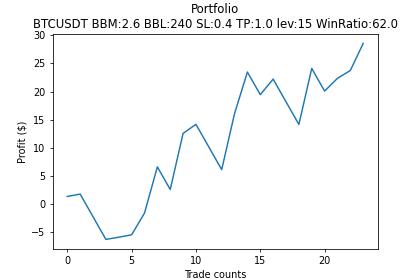 Portfolio
BTCUSDT BBM:2.6 BBL:240 SL:0.4 TP:1.0 lev:15 WinRatio:62.0
30
25
20
15
10
5
0
−5
Profit ($)
0 5 10 15 20
Trade counts